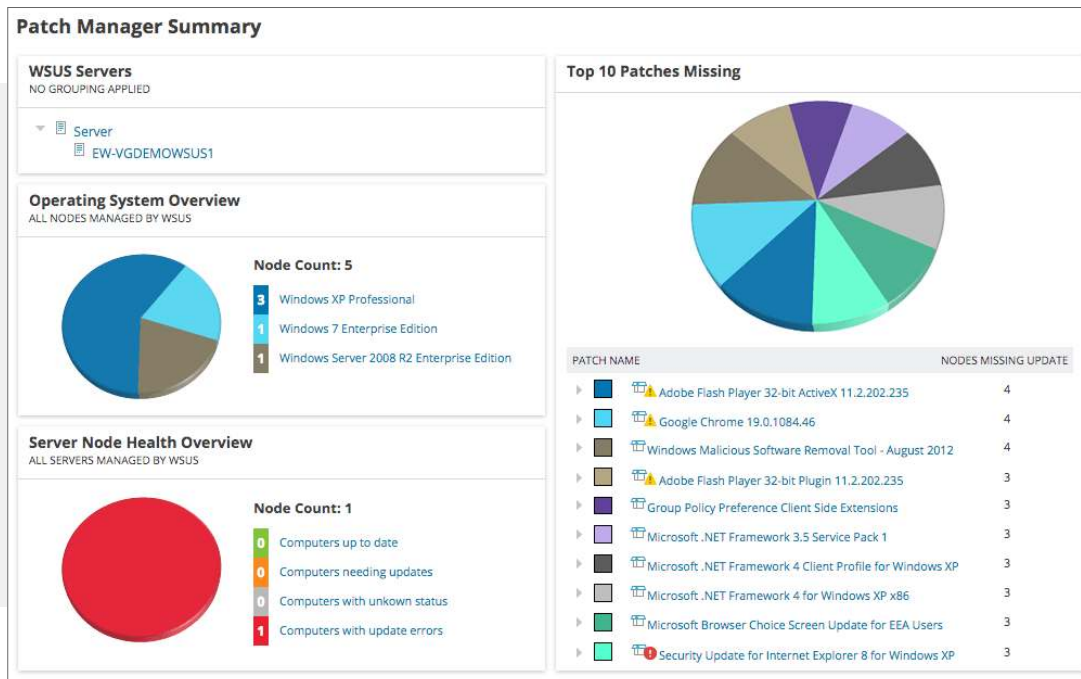 Patch Manager Summary
WSUS Servers
NO GROUPING APPLIED
Server
EW-VGDEMOWSUS1
Operating System Overview
ALL NODES MANAGED BY WSUS
Node Count: 5
3 Windows XP Professional
1 Windows 7 Enterprise Edition
1 Windows Server 2008 R2 Enterprise Edition
Server Node Health Overview
ALL SERVERS MANAGED BY WSUS
Node Count: 1
0 Computers up to date
0 Computers needing updates
0 Computers with unkown status
1 Computers with update errors
Top 10 Patches Missing
PATCH NAME NODES MISSING UPDATE
Adobe Flash Player 32-bit ActiveX 11.2.202.235 4
Google Chrome 19.0.1084.46 4
Windows Malicious Software Removal Tool - August 2012 4
Adobe Flash Player 32-bit Plugin 11.2.202.235 3
Group Policy Preference Client Side Extensions 3
Microsoft .NET Framework 3.5 Service Pack 1 3
Microsoft .NET Framework 4 Client Profile for Windows XP 3
Microsoft .NET Framework 4 for Windows XP x86 3
Microsoft Browser Choice Screen Update for EEA Users 3
Security Update for Internet Explorer 8 for Windows XP 3